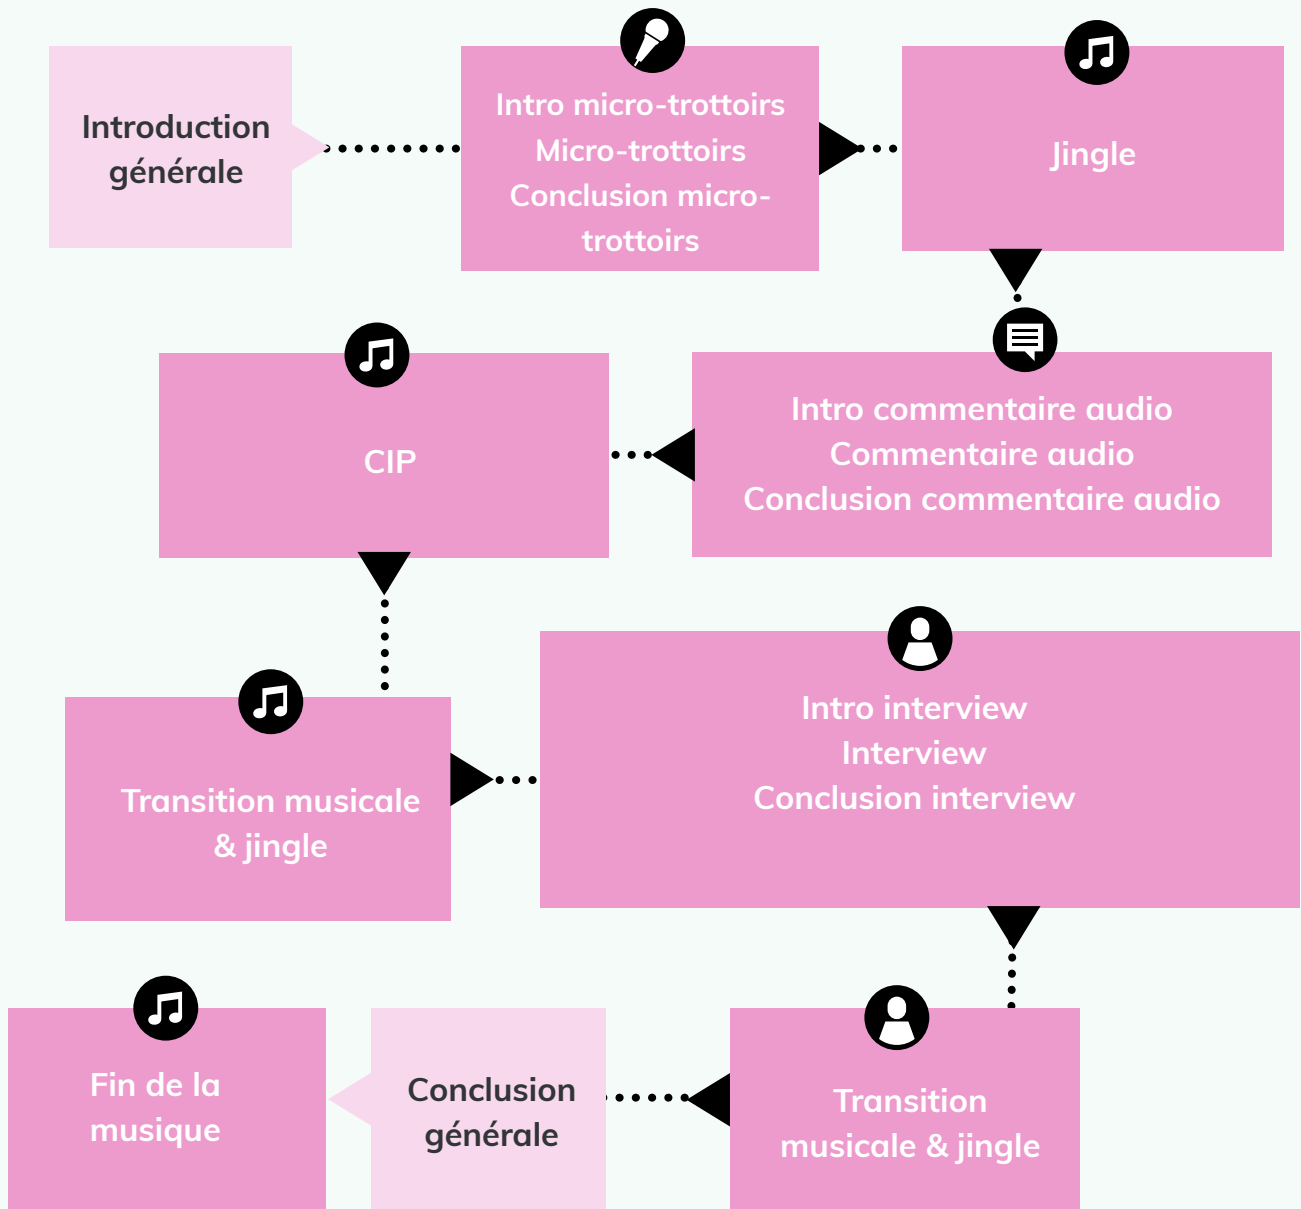 Introduction
générale
Intro micro-trottoirs
Micro-trottoirs
Conclusion micro-
trottoirs
Jingle
Intro commentaire audio
Commentaire audio
Conclusion commentaire audio
CIP
Transition musicale
& jingle
Intro interview
Interview
Conclusion interview
Transition
musicale & jingle
Conclusion
générale
Fin de la
musique